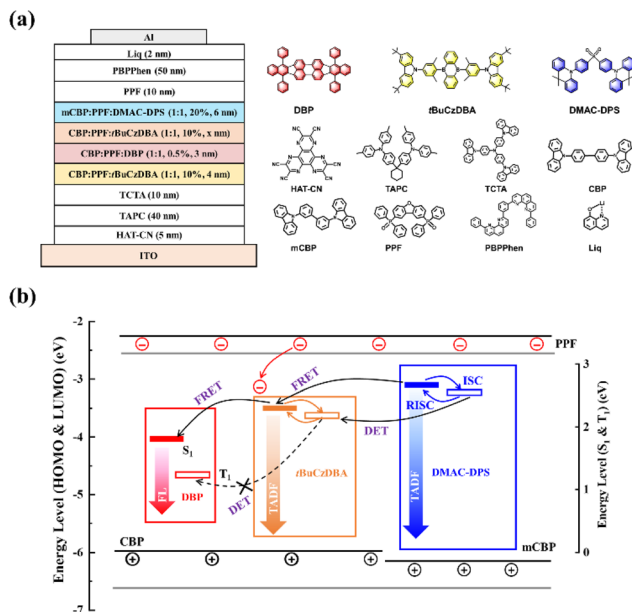 (a)
Al
Liq (2 nm)
PBPPhen (50 nm)
PPF (10 nm)
mCBP:PPF:DMAC-DPS (1:1, 20%, 6 nm)
CBP:PPF:tBuCzDBA (1:1, 10%, x nm)
CBP:PPF:DBP (1:1, 0.5%, 3 nm)
CBP:PPF:tBuCzDBA (1:1, 10%, 4 nm)
TCTA (10 nm)
TAPC (40 nm)
HAT-CN (5 nm)
ITO
DBP
tBuCzDBA
DMAC-DPS
HAT-CN
TAPC
TCTA
CBP
mCBP
PPF
PBPPhen
Liq
(b)
Energy Level (HOMO & LUMO) (eV)
-2
-3
-4
-5
-6
-7
PPF
FRET
FRET
ISC
RISC
DET
S1
T1
DET
FL
DBP
TADF
tBuCzDBA
TADF
DMAC-DPS
CBP
mCBP
3
2
1
0
Energy Level (S1 & T1) (eV)